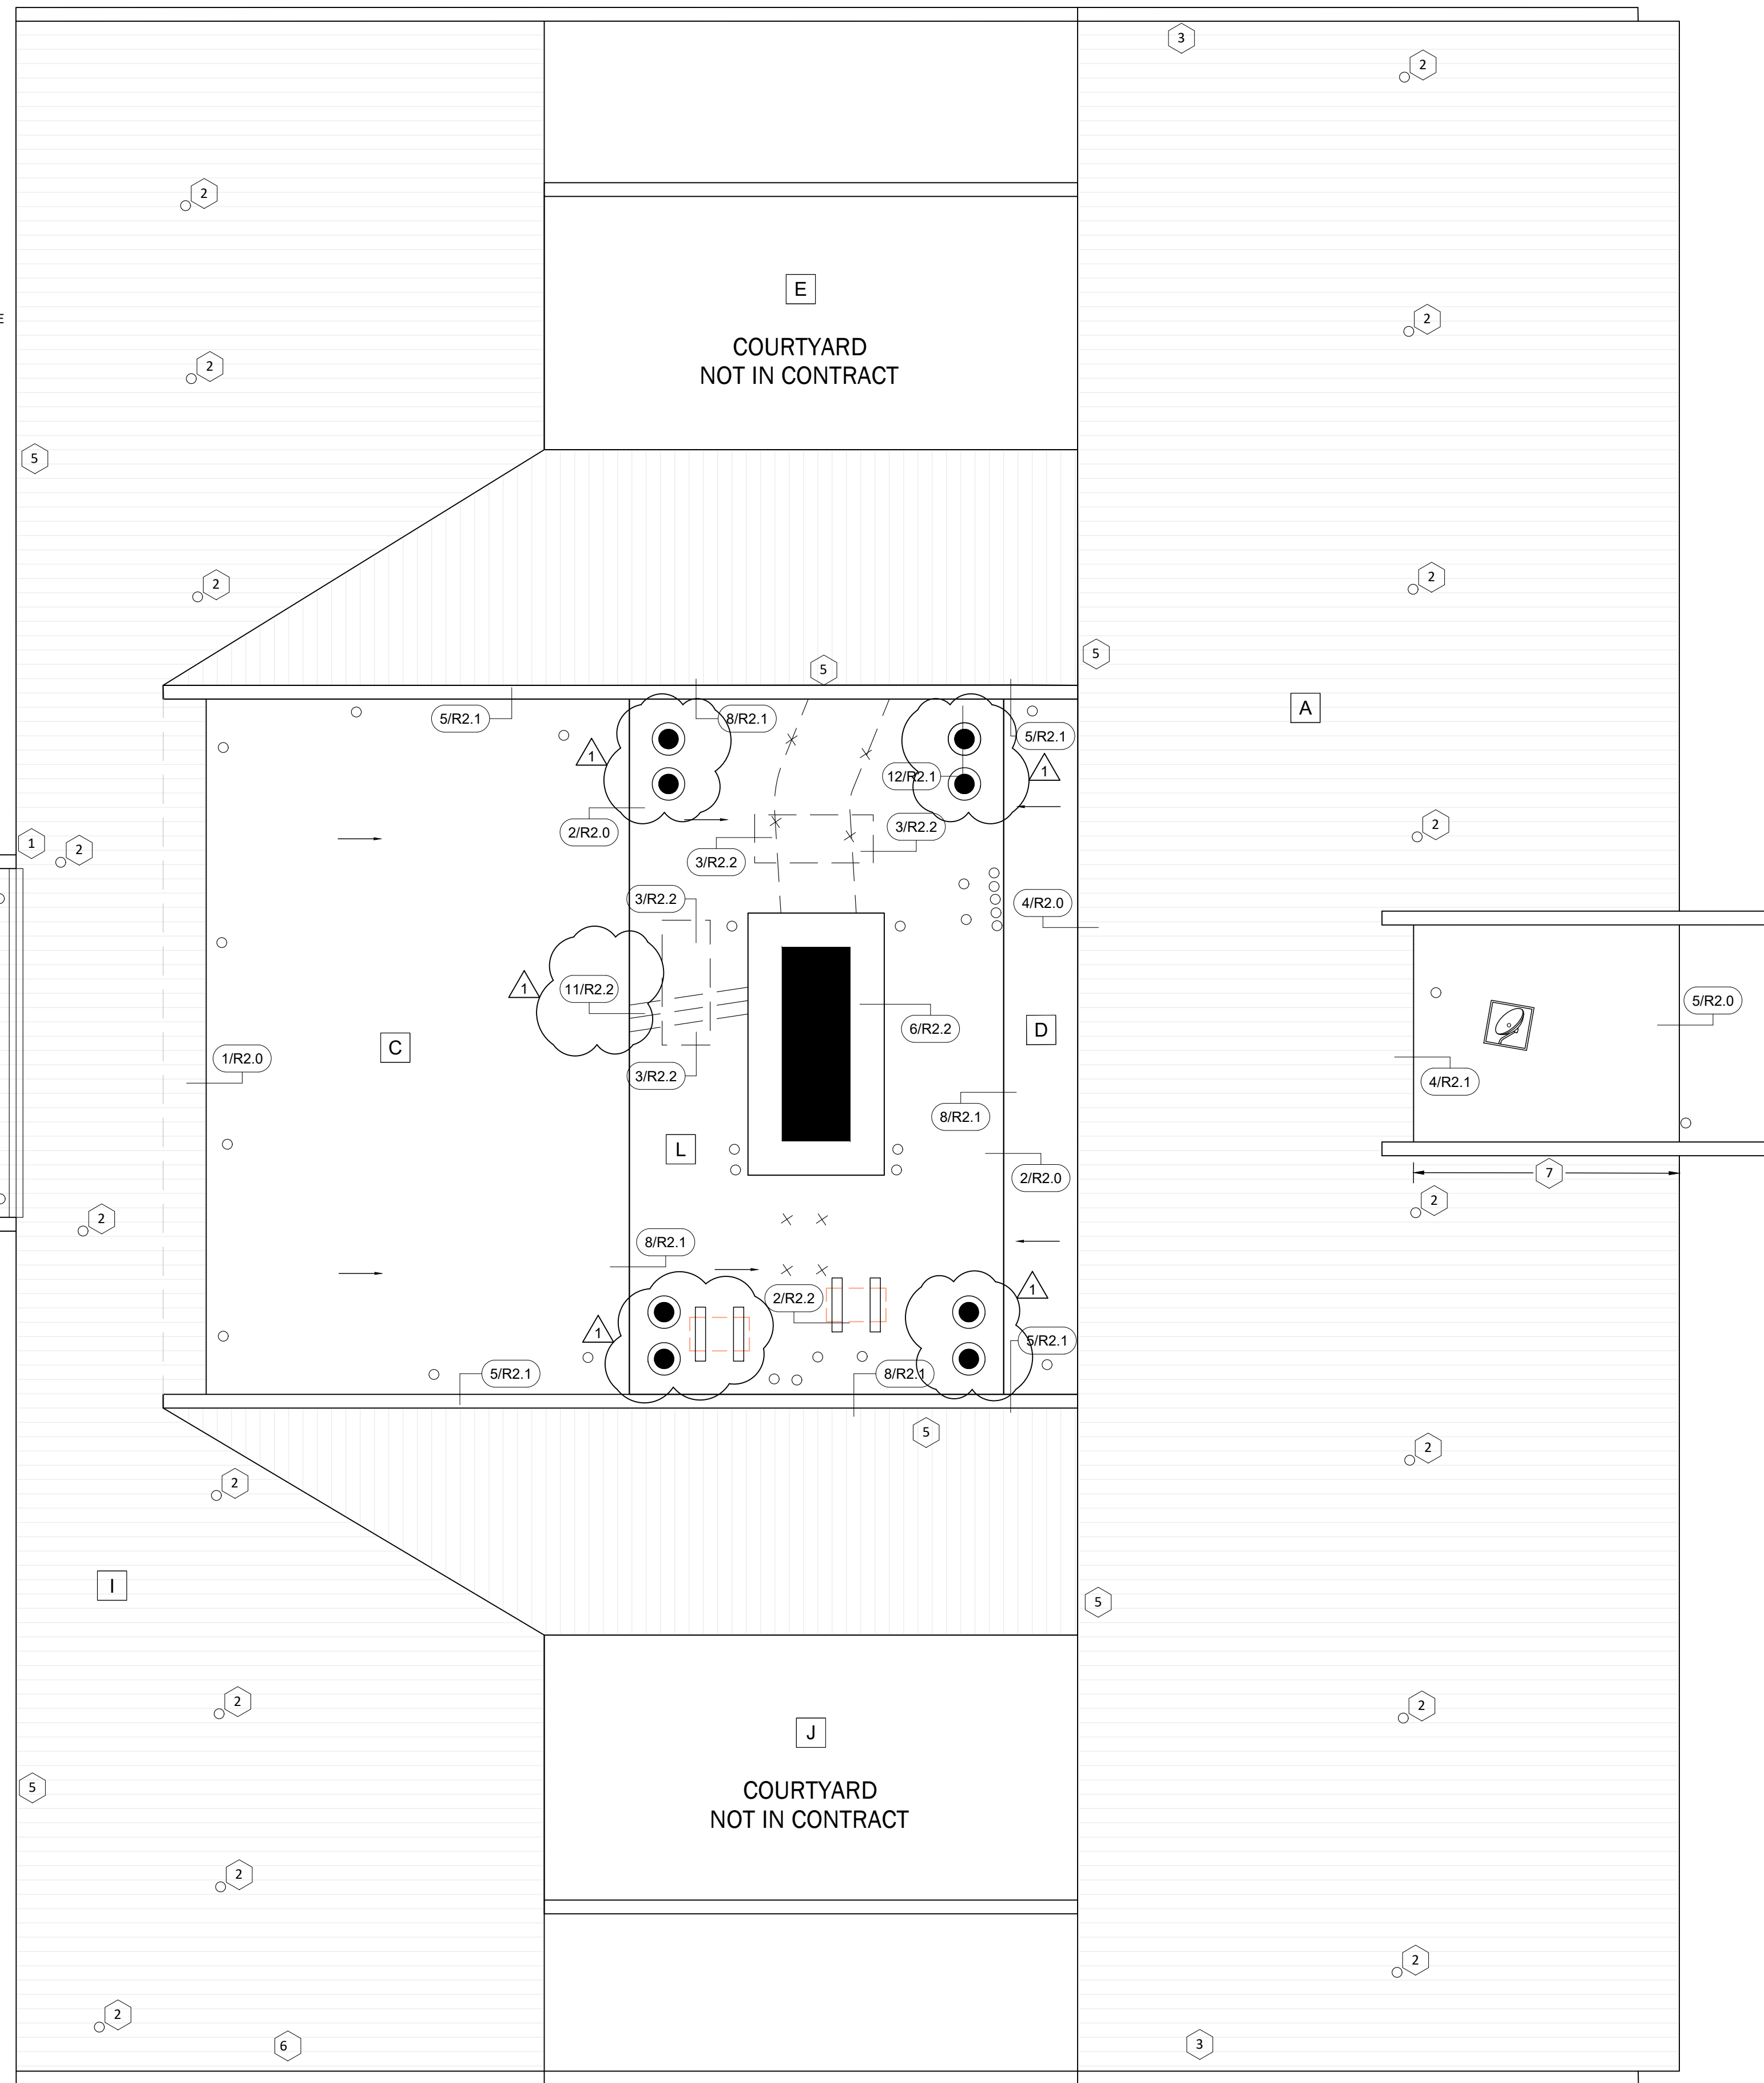 3
2
2
E
2
E
COURTYARD
NOT IN CONTRACT
2
5
2
2
5
5
A
5/R2.1
8/R2.1
5/R2.1
1
1
12/R2.1
2/R2.0
3/R2.2
2
1
2
3/R2.2
3/R2.2
4/R2.0
1
11/R2.2
5/R2.0
6/R2.2
D
C
1/R2.0
3/R2.2
4/R2.1
8/R2.1
L
7
2/R2.0
2
2
8/R2.1
1
2/R2.2
1
5/R2.1
5/R2.1
8/R2.1
5
2
2
I
5
2
2
J
COURTYARD
NOT IN CONTRACT
5
2
2
2
6
3